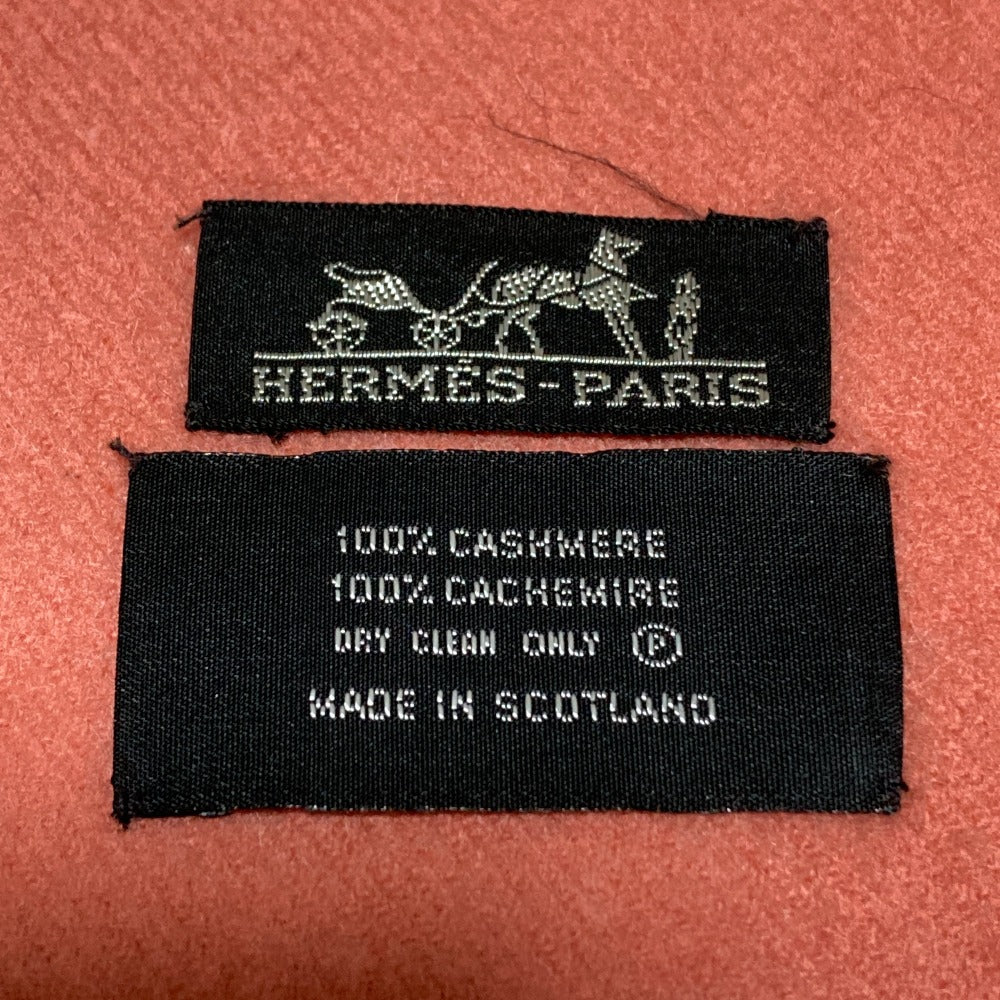 HERMÈS-PARIS
100% CASHMERE
100% CACHEMIRE
DRY CLEAN ONLY Ⓟ
MADE IN SCOTLAND